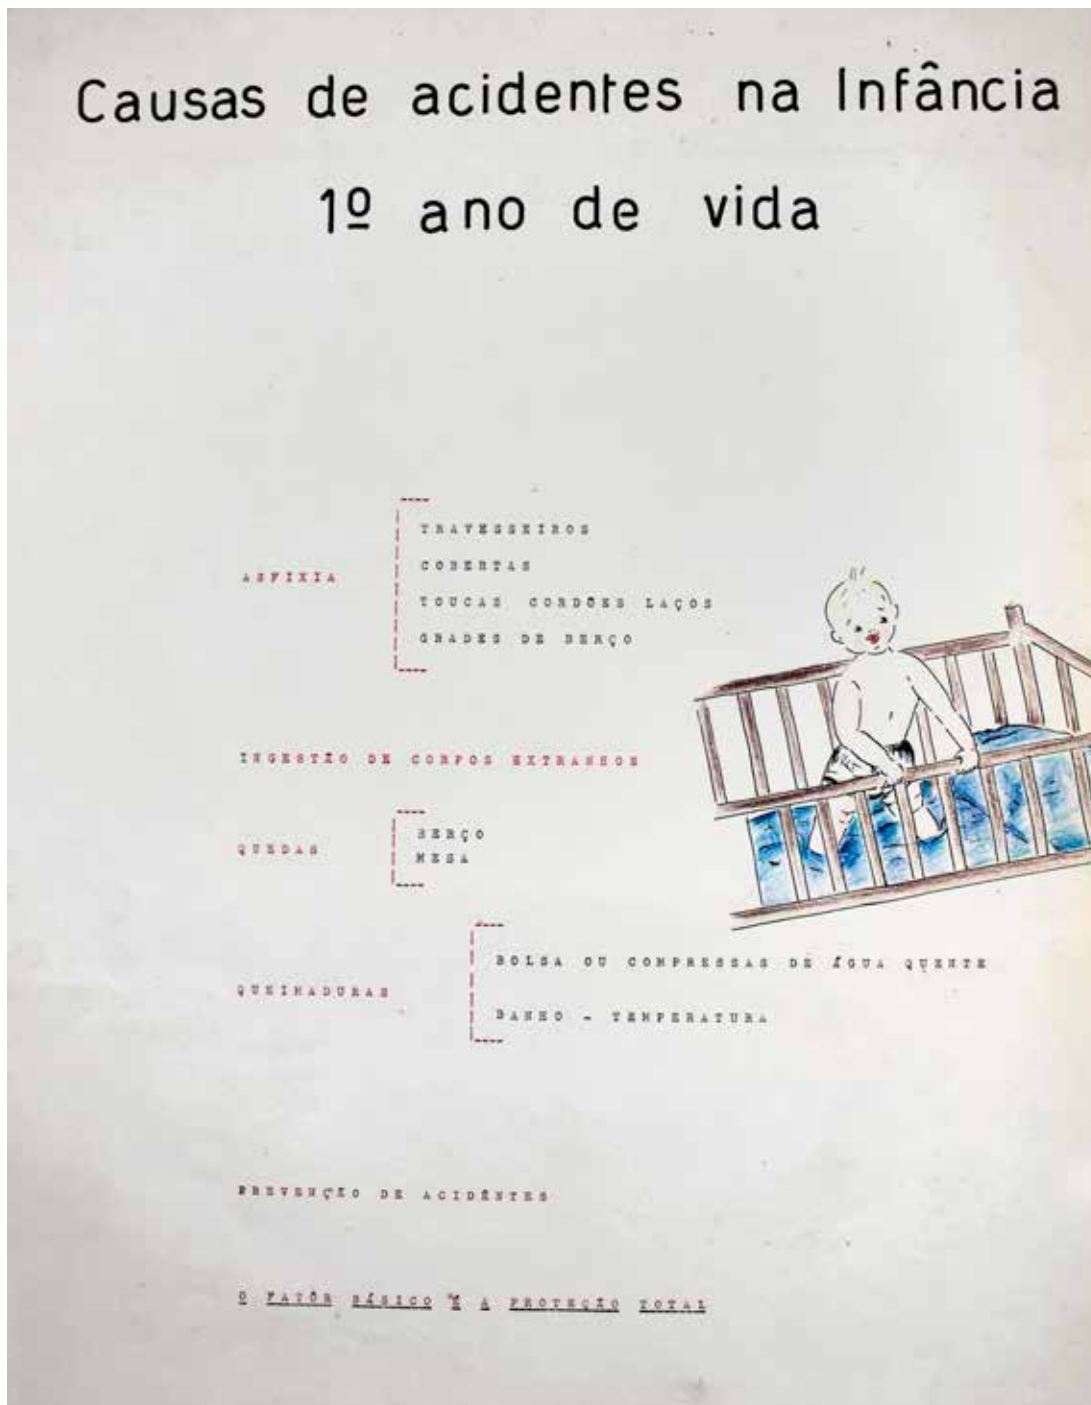 Causas de acidentes na Infância
1º ano de vida
ASFIXIA
TRAVESSEIROS
COBERTAS
TOUCAS CORDÕES LAÇOS
GRADES DE BERÇO
INGESTÃO DE CORPOS EXTRANHOS
QUEDAS
BERÇO
MESA
QUEIMADURAS
BOLSA OU COMPRESSAS DE ÁGUA QUENTE
BANHO - TEMPERATURA
PREVENÇÃO DE ACIDÊNTES
O FATÔR BÁSICO É A PROTEÇÃO TOTAL